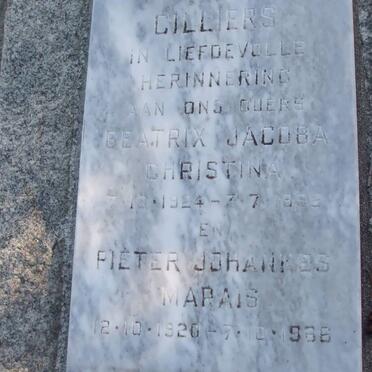 CILLIERS
IN LIEFDEVOLLE
HERINNERING
AAN ONS OUERS
BEATRIX JACOBA
CHRISTINA
EN
PIETER JOHANNES
MARAIS
12·10·1920 - 7·10·1988